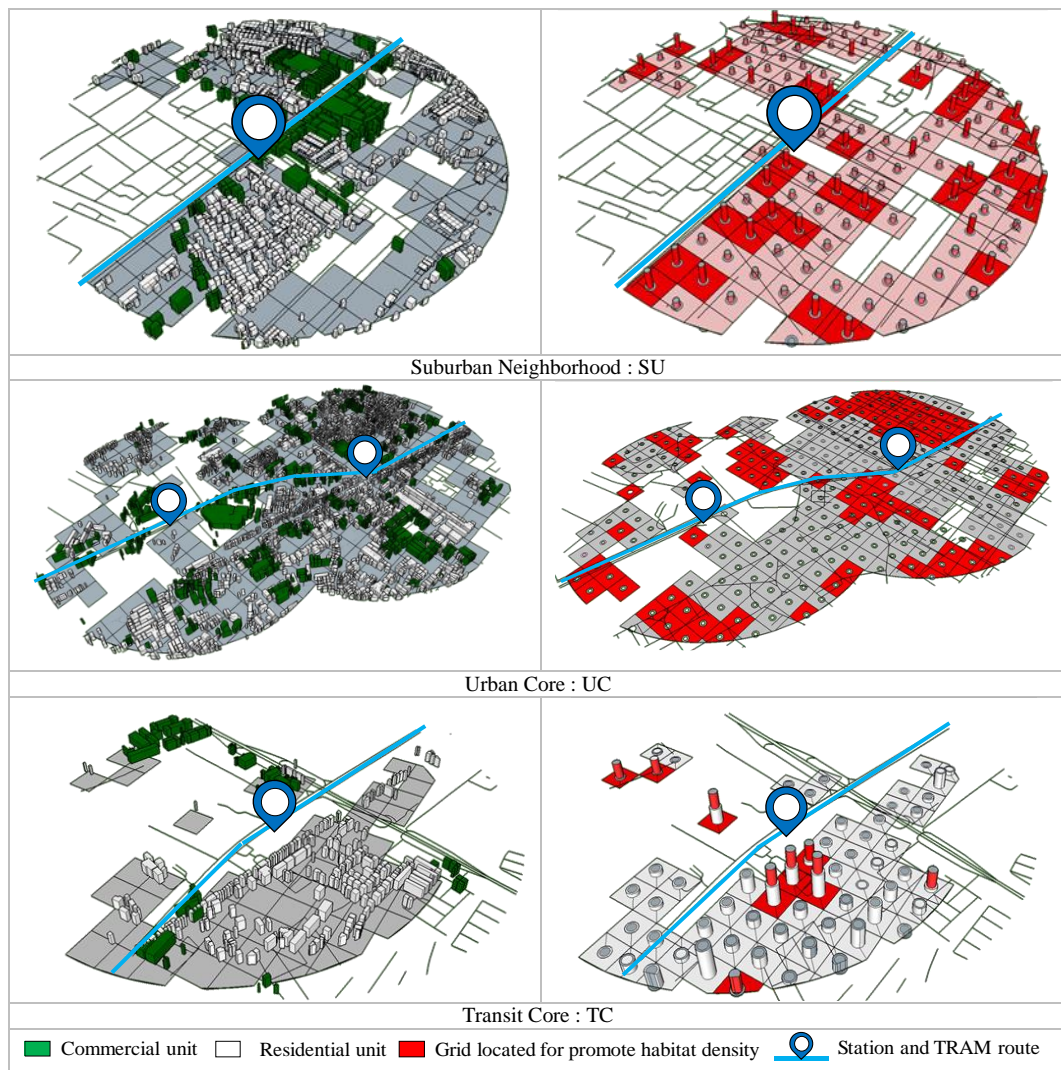 Suburban Neighborhood : SU
Urban Core : UC
Transit Core : TC
Commercial unit Residential unit Grid located for promote habitat density Station and TRAM route